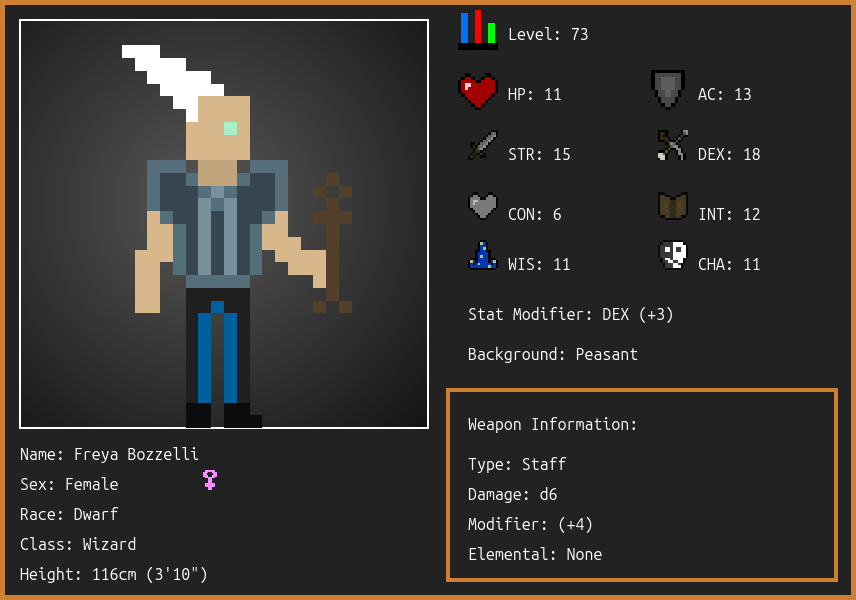 Level: 73
HP: 11
AC: 13
STR: 15
DEX: 18
CON: 6
INT: 12
WIS: 11
CHA: 11
Stat Modifier: DEX (+3)
Background: Peasant
Weapon Information:
Type: Staff
Damage: d6
Modifier: (+4)
Elemental: None
Name: Freya Bozzelli
Sex: Female
Race: Dwarf
Class: Wizard
Height: 116cm (3'10")